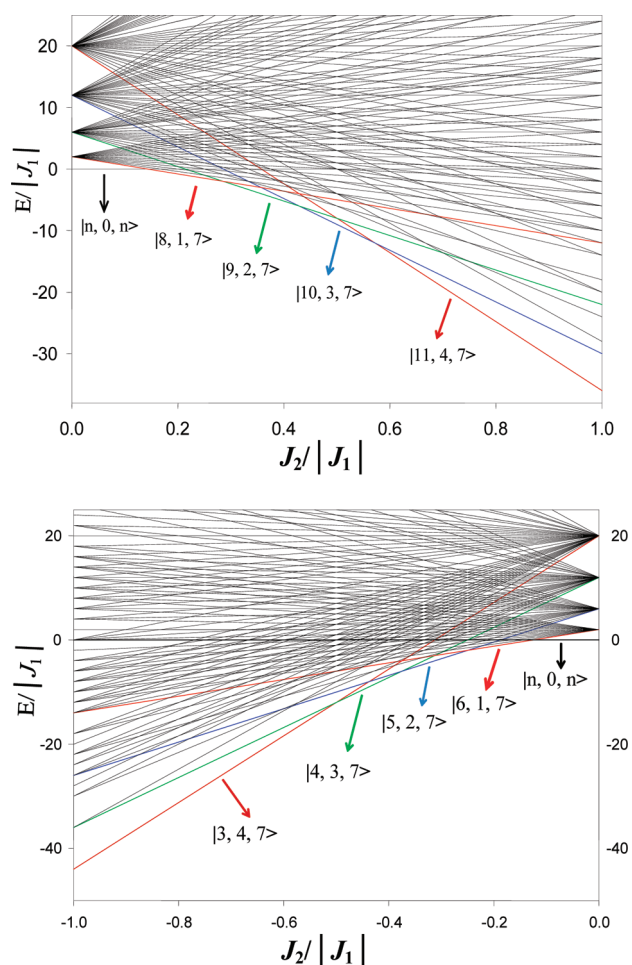 20
10
0
-10
-20
-30
E/|J₁|
|n, 0, n>
|8, 1, 7>
|9, 2, 7>
|10, 3, 7>
|11, 4, 7>
0.0 0.2 0.4 0.6 0.8 1.0
J₂/|J₁|
20 20
0 0
-20 -20
-40 -40
E/|J₁|
|n, 0, n>
|6, 1, 7>
|5, 2, 7>
|4, 3, 7>
|3, 4, 7>
-1.0 -0.8 -0.6 -0.4 -0.2 0.0
J₂/|J₁|